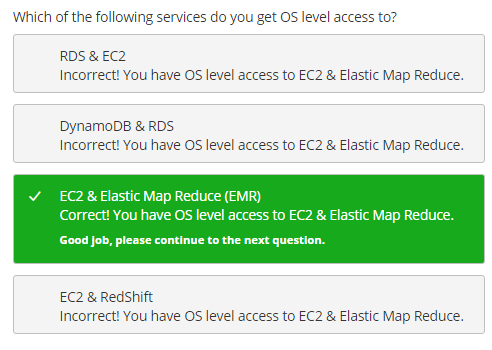 Which of the following services do you get OS level access to?
RDS & EC2
Incorrect! You have OS level access to EC2 & Elastic Map Reduce.
DynamoDB & RDS
Incorrect! You have OS level access to EC2 & Elastic Map Reduce.
EC2 & Elastic Map Reduce (EMR)
Correct! You have OS level access to EC2 & Elastic Map Reduce.
Good job, please continue to the next question.
EC2 & RedShift
Incorrect! You have OS level access to EC2 & Elastic Map Reduce.